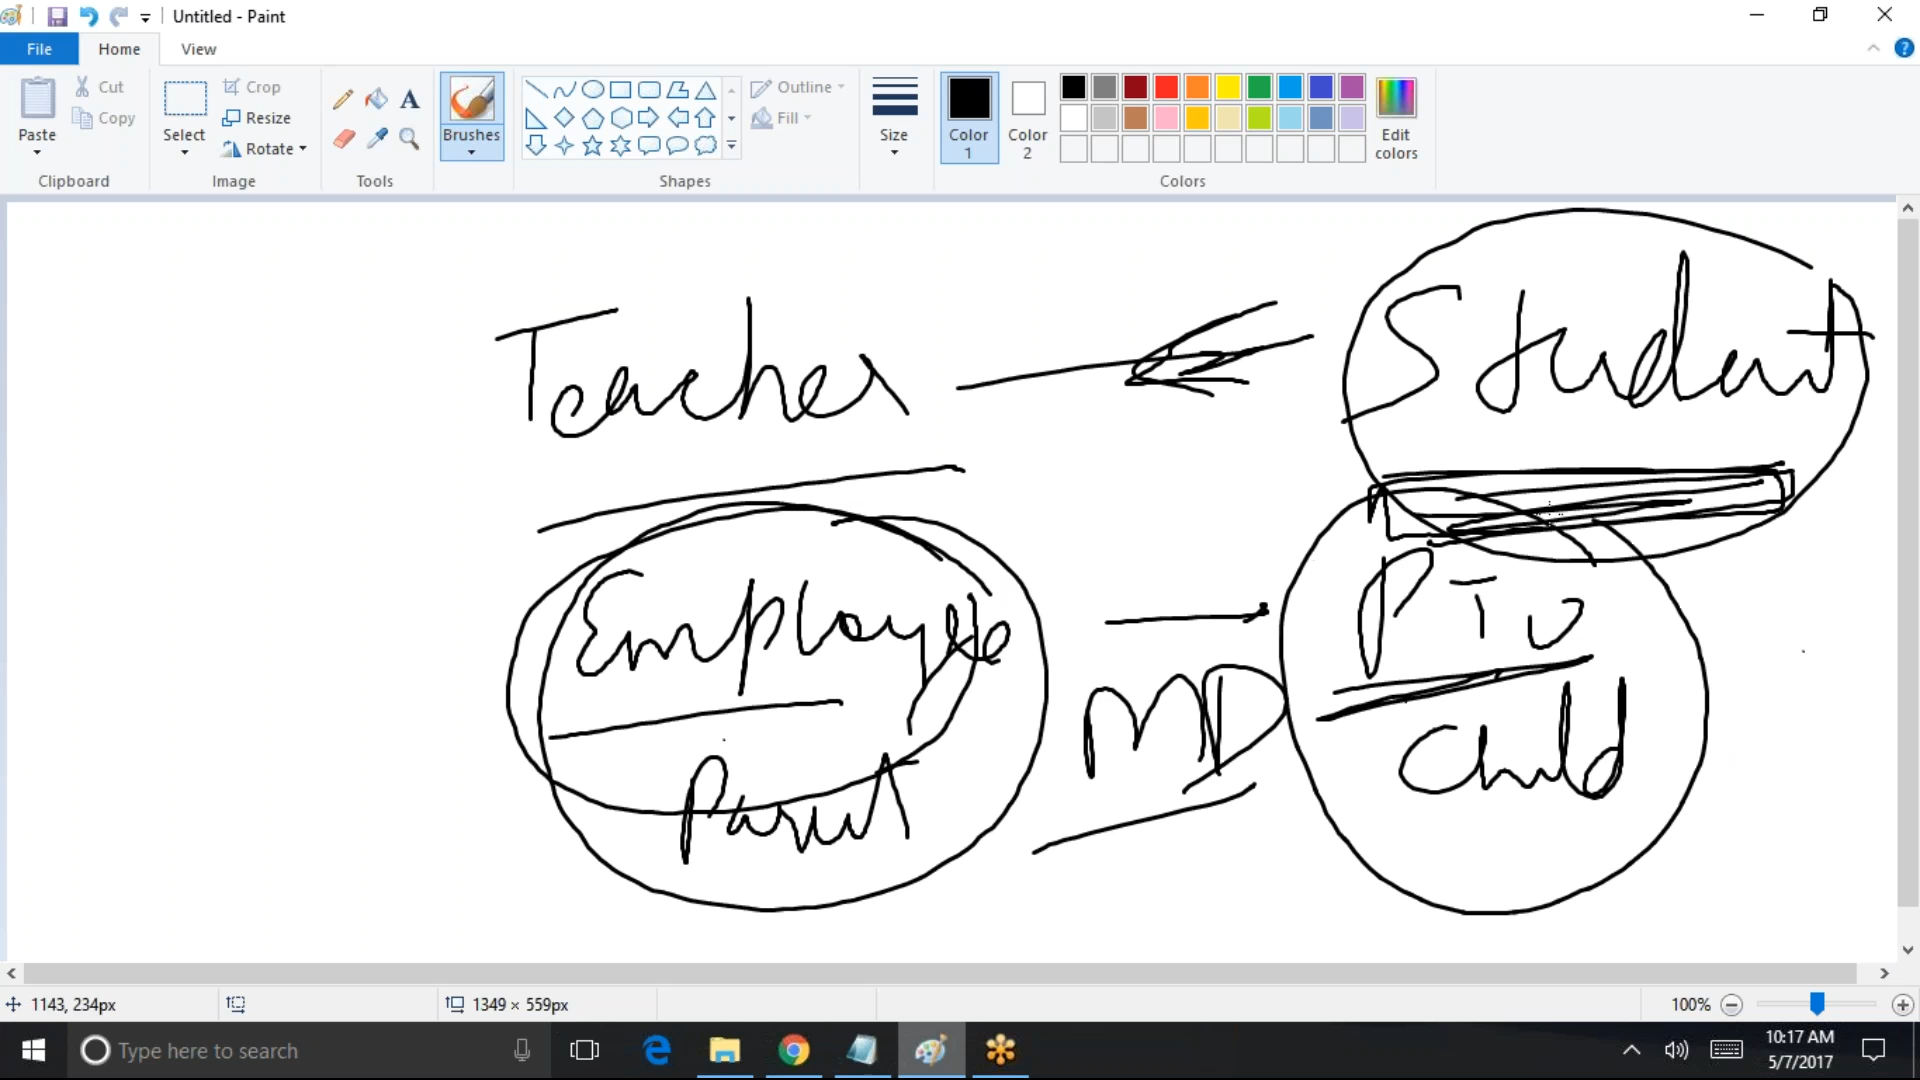 Untitled - Paint
File
Home
View
Paste
Cut
Copy
Clipboard
Select
Crop
Resize
Rotate
Image
Tools
Brushes
Shapes
Outline
Fill
Size
Color 1
Color 2
Edit colors
Colors
Teacher
Student
Employee
Parent
MD
PTO
Child
1143, 234px
1349 × 559px
100%
Type here to search
10:17 AM
5/7/2017